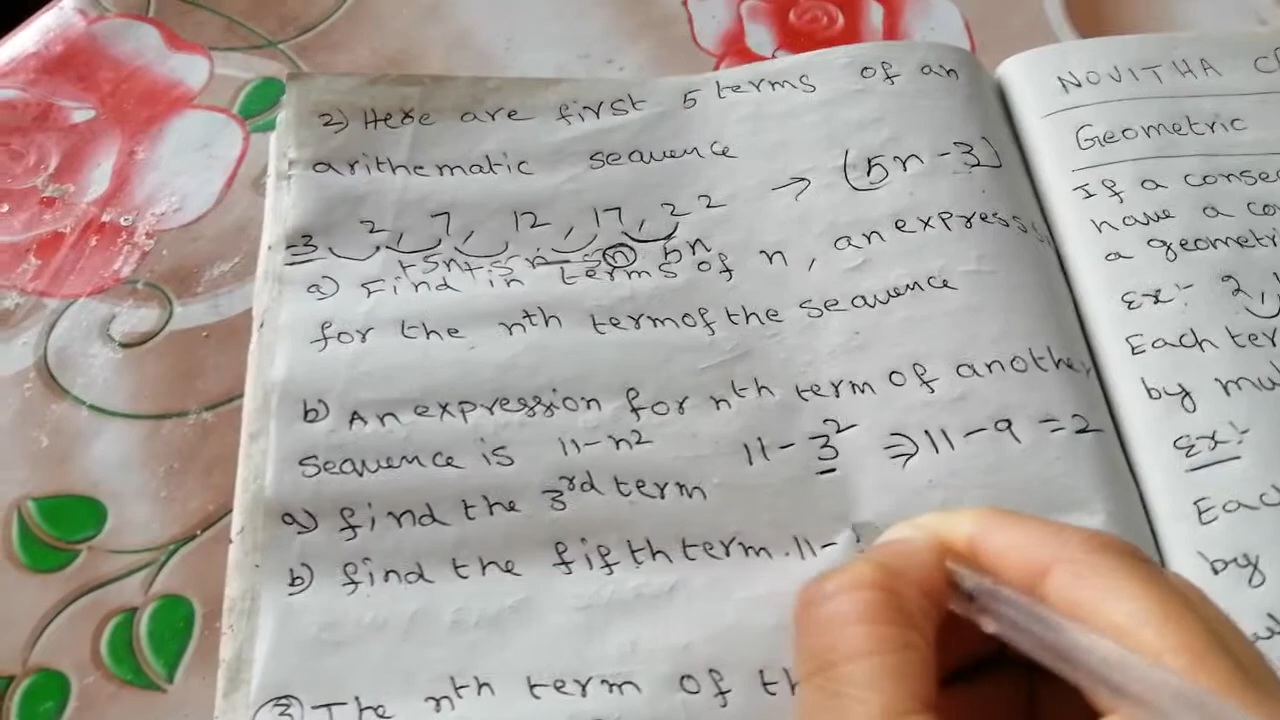 2) Here are first 5 terms of an
arithematic sequence → (5n-3)
-3 2, 7, 12, 17, 22
+5n +5n 5n
a) Find in terms of n, an express
for the nth term of the sequence
b) An expression for nth term of another
sequence is 11-n²
a) find the 3rd term 11-3² ⇒ 11-9 = 2
b) find the fifth term. 11-
③ The nth term of th
NOVITHA C
Geometric
If a conse
have a co
a geometri
Ex:- 2,
Each ter
by mu
Ex:-
Eac
by